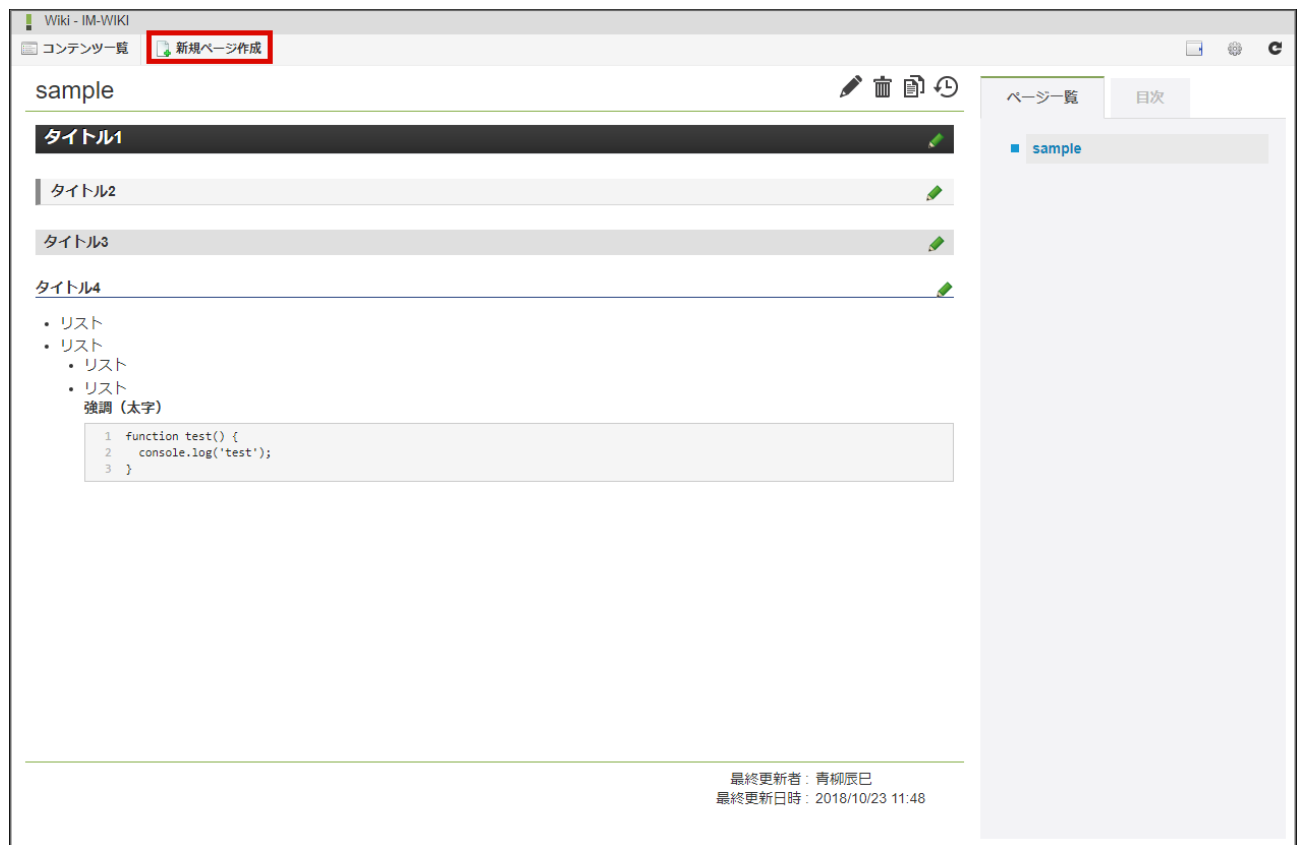 Wiki - IM-WIKI
コンテンツ一覧 新規ページ作成
sample
ページ一覧 目次
sample
タイトル1
タイトル2
タイトル3
タイトル4
• リスト
• リスト
• リスト
• リスト
強調（太字）
1 function test() {
2 console.log('test');
3 }
最終更新者 : 青柳辰巳
最終更新日時 : 2018/10/23 11:48